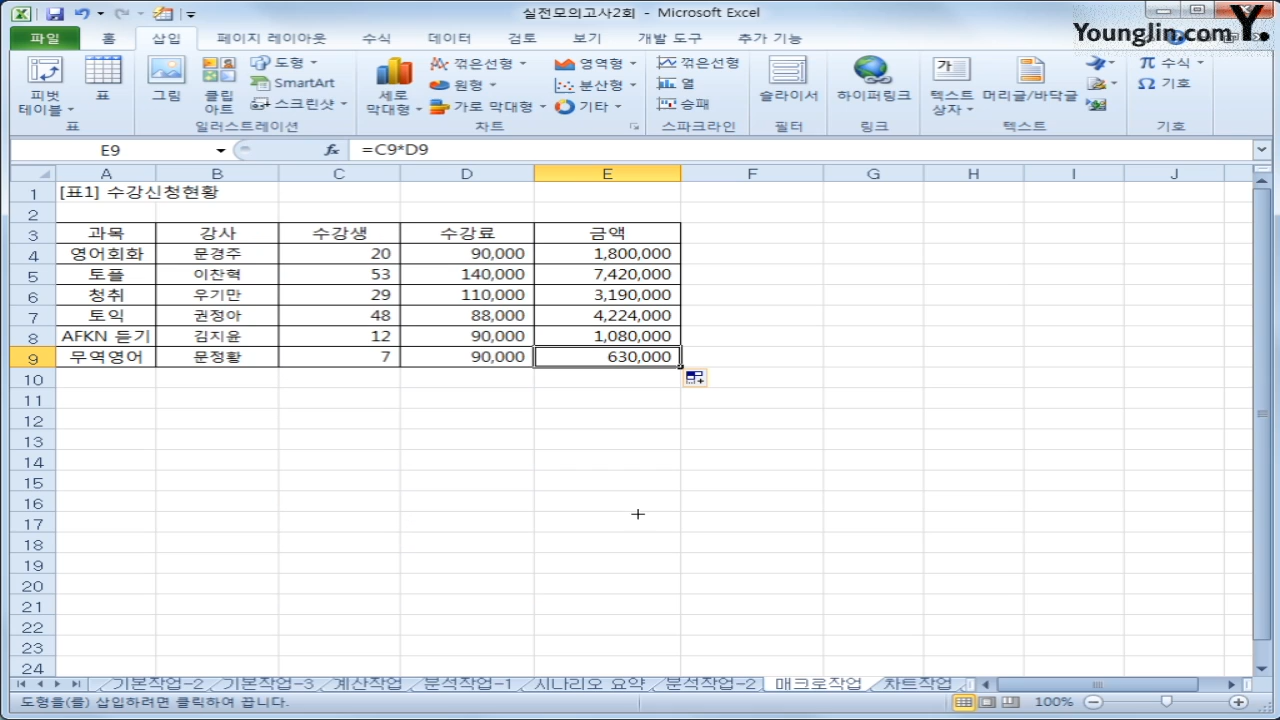 실전모의고사2회 - Microsoft Excel
Younglin.com Y.
파일 홈 삽입 페이지 레이아웃 수식 데이터 검토 보기 개발 도구 추가 기능
피벗 테이블 표 그림 클립 아트 도형 SmartArt 스크린샷 세로 막대형 꺾은선형 원형 가로 막대형 영역형 분산형 기타 꺾은선형 열 승패 슬라이서 하이퍼링크 텍스트 상자 머리글/바닥글 π 수식 Ω 기호
표 일러스트레이션 차트 스파크라인 필터 링크 텍스트 기호
E9 fx =C9*D9
A B C D E F G H I J
1 [표1] 수강신청현황
2
3 과목 강사 수강생 수강료 금액
4 영어회화 문경주 20 90,000 1,800,000
5 토플 이찬혁 53 140,000 7,420,000
6 청취 우기만 29 110,000 3,190,000
7 토익 권정아 48 88,000 4,224,000
8 AFKN 듣기 김지윤 12 90,000 1,080,000
9 무역영어 문정황 7 90,000 630,000
10
11
12
13
14
15
16
17
18
19
20
21
22
23
24
기본작업-2 기본작업-3 계산작업 분석작업-1 시나리오 요약 분석작업-2 매크로작업 차트작업
도형을(를) 삽입하려면 클릭하여 끕니다. 100%